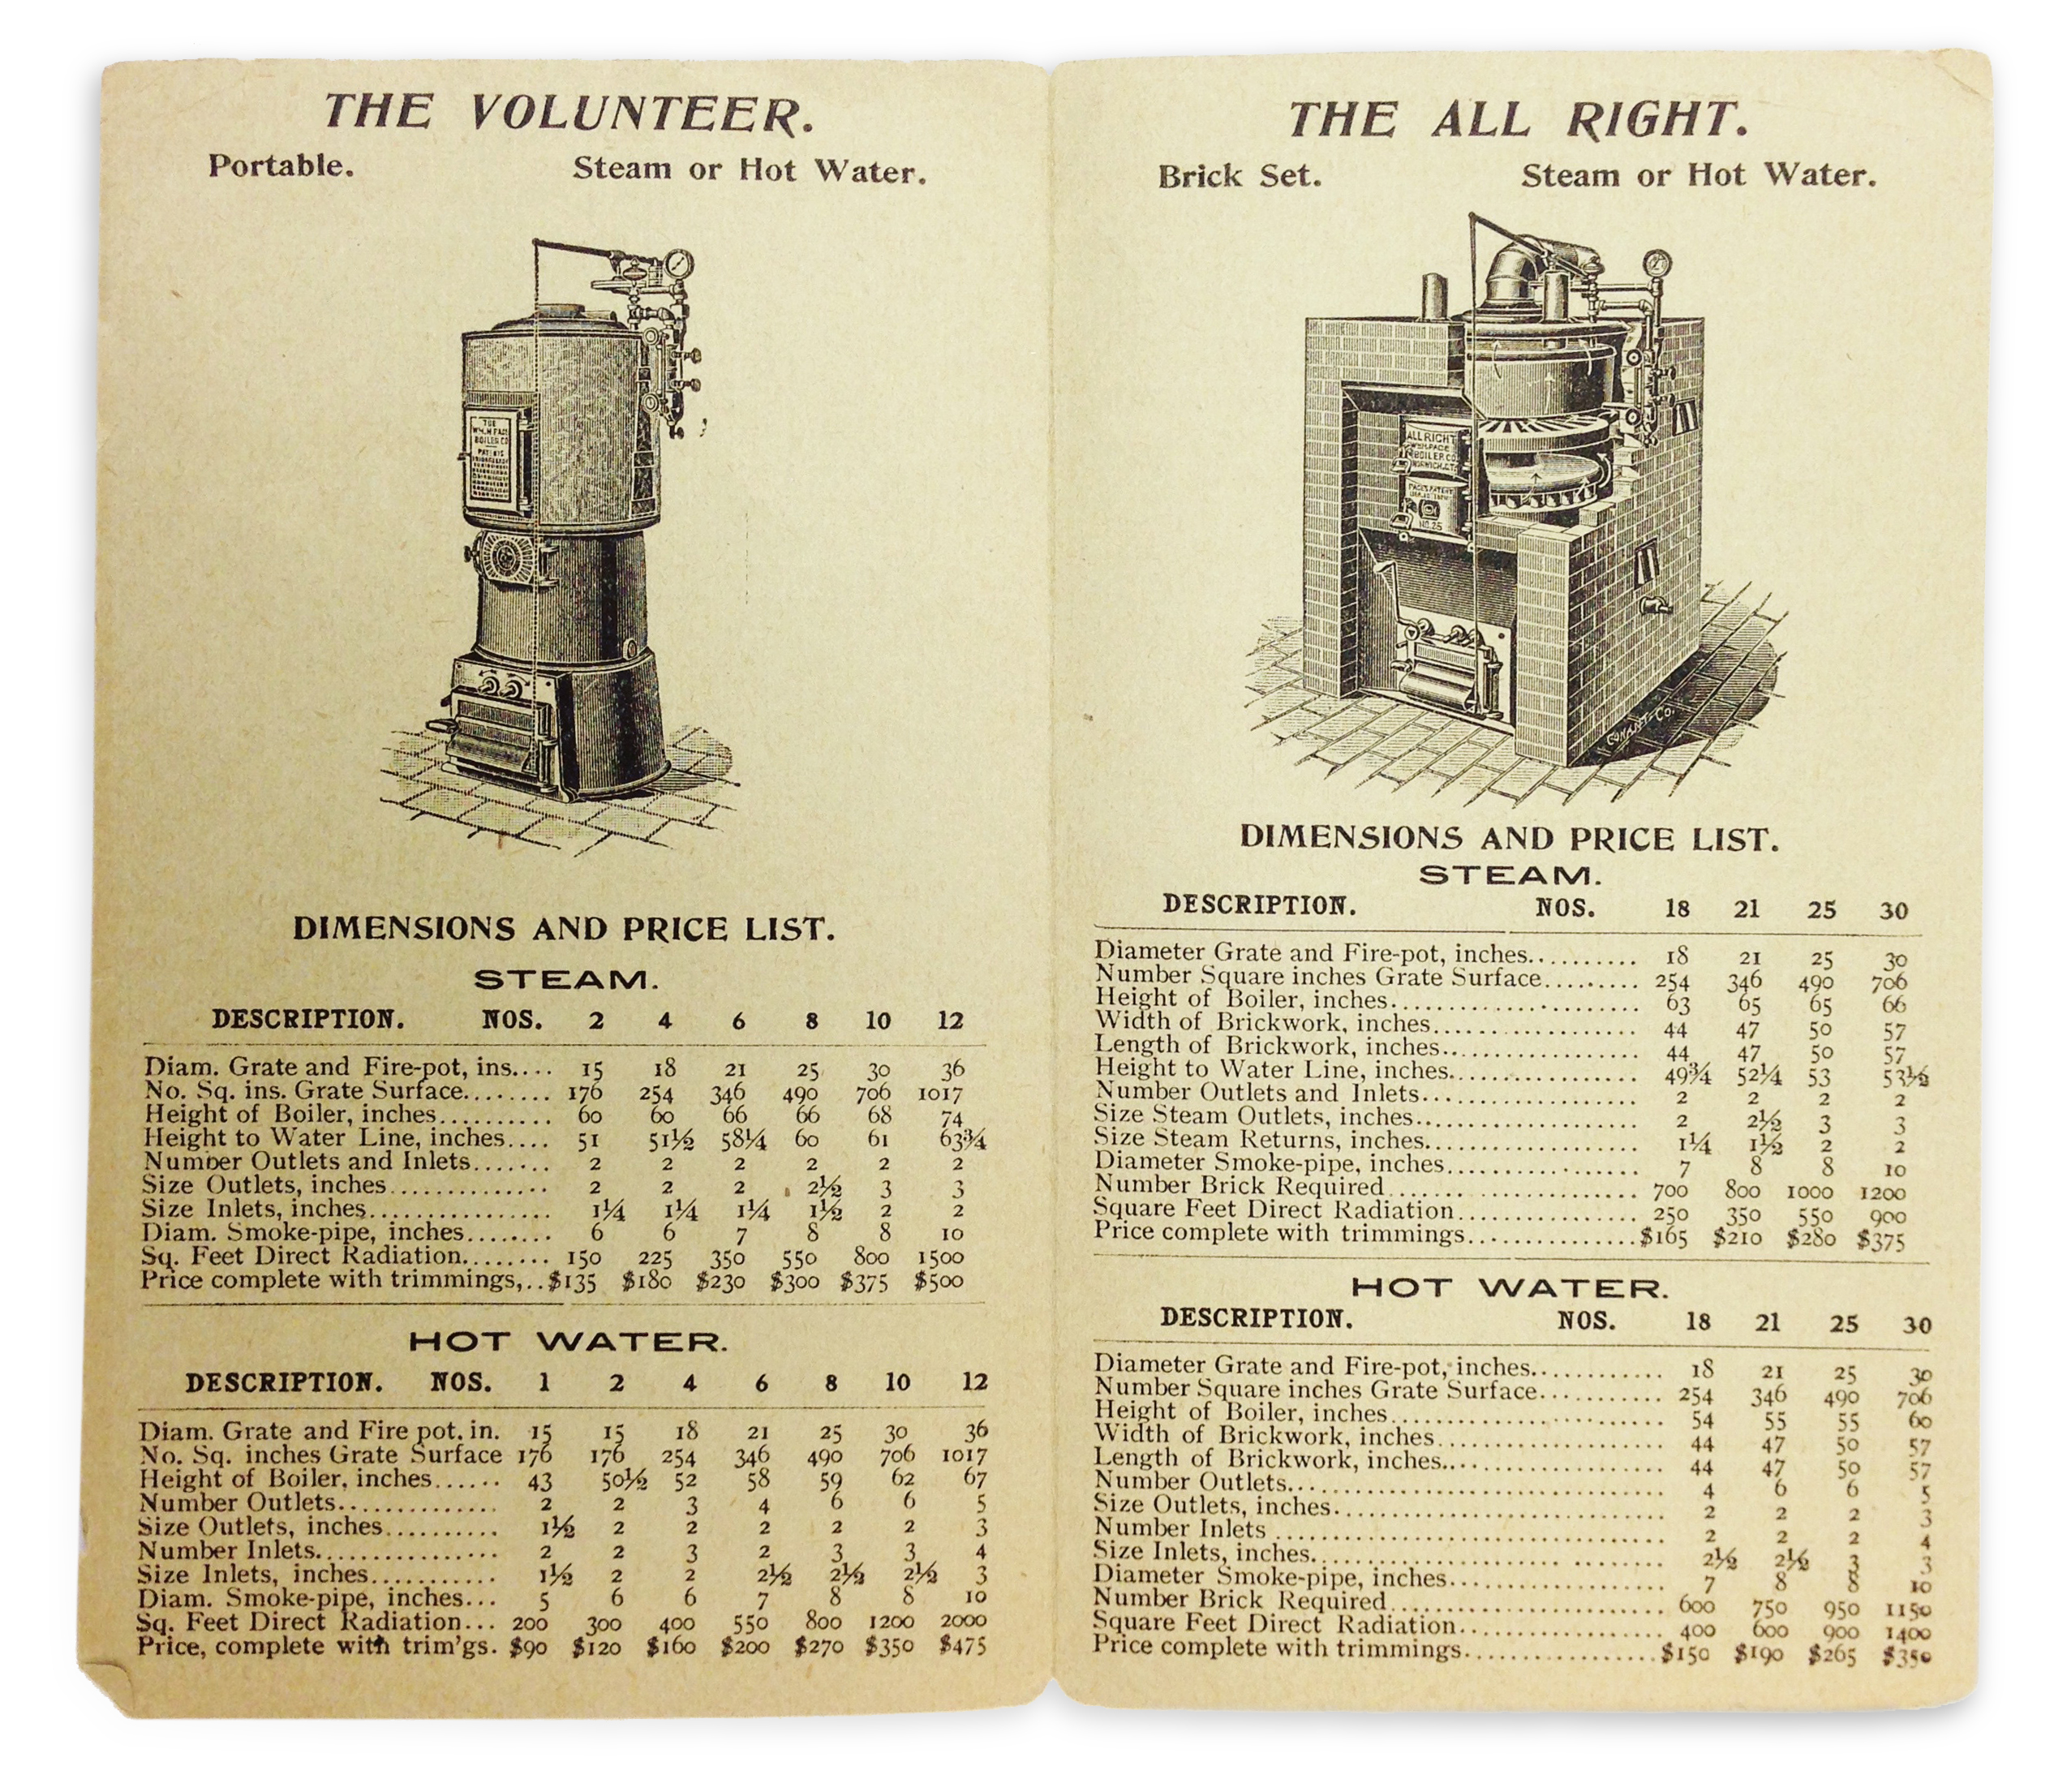 THE VOLUNTEER.
Portable. Steam or Hot Water.
THE
WM. H. PAGE
BOILER CO
PATENTS
DIMENSIONS AND PRICE LIST.
STEAM.
DESCRIPTION. NOS. 2 4 6 8 10 12
Diam. Grate and Fire-pot, ins.... 15 18 21 25 30 36
No. Sq. ins. Grate Surface........ 176 254 346 490 706 1017
Height of Boiler, inches.......... 60 60 66 66 68 74
Height to Water Line, inches.... 51 51½ 58¼ 60 61 63¾
Number Outlets and Inlets....... 2 2 2 2 2 2
Size Outlets, inches.............. 2 2 2 2½ 3 3
Size Inlets, inches................ 1¼ 1¼ 1¼ 1½ 2 2
Diam. Smoke-pipe, inches........ 6 6 7 8 8 10
Sq. Feet Direct Radiation........ 150 225 350 550 800 1500
Price complete with trimmings,..$135 $180 $230 $300 $375 $500
HOT WATER.
DESCRIPTION. NOS. 1 2 4 6 8 10 12
Diam. Grate and Fire pot. in. 15 15 18 21 25 30 36
No. Sq. inches Grate Surface 176 176 254 346 490 706 1017
Height of Boiler, inches...... 43 50½ 52 58 59 62 67
Number Outlets.............. 2 2 3 4 6 6 5
Size Outlets, inches.......... 1½ 2 2 2 2 2 3
Number Inlets................ 2 2 3 2 3 3 4
Size Inlets, inches........... 1½ 2 2 2½ 2½ 2½ 3
Diam. Smoke-pipe, inches... 5 6 6 7 8 8 10
Sq. Feet Direct Radiation... 200 300 400 550 800 1200 2000
Price, complete with trim'gs. $90 $120 $160 $200 $270 $350 $475
THE ALL RIGHT.
Brick Set. Steam or Hot Water.
ALL RIGHT
WM.H.PAGE
BOILER CO.
NORWICH, CT.
NO. 25
CONANT Co.
DIMENSIONS AND PRICE LIST.
STEAM.
DESCRIPTION. NOS. 18 21 25 30
Diameter Grate and Fire-pot, inches.......... 18 21 25 30
Number Square inches Grate Surface......... 254 346 490 706
Height of Boiler, inches........................ 63 65 65 66
Width of Brickwork, inches................... 44 47 50 57
Length of Brickwork, inches.................. 44 47 50 57
Height to Water Line, inches................. 49¾ 52¼ 53 53½
Number Outlets and Inlets.................... 2 2 2 2
Size Steam Outlets, inches.................... 2 2½ 3 3
Size Steam Returns, inches................... 1¼ 1½ 2 2
Diameter Smoke-pipe, inches................. 7 8 8 10
Number Brick Required....................... 700 800 1000 1200
Square Feet Direct Radiation................. 250 350 550 900
Price complete with trimmings...............$165 $210 $280 $375
HOT WATER.
DESCRIPTION. NOS. 18 21 25 30
Diameter Grate and Fire-pot, inches............ 18 21 25 30
Number Square inches Grate Surface........... 254 346 490 706
Height of Boiler, inches......................... 54 55 55 60
Width of Brickwork, inches..................... 44 47 50 57
Length of Brickwork, inches.................... 44 47 50 57
Number Outlets.................................. 4 6 6 5
Size Outlets, inches.............................. 2 2 2 3
Number Inlets ................................... 2 2 2 4
Size Inlets, inches................................ 2½ 2½ 3 3
Diameter Smoke-pipe, inches................... 7 8 8 10
Number Brick Required......................... 600 750 950 1150
Square Feet Direct Radiation................... 400 600 900 1400
Price complete with trimmings.................$150 $190 $265 $350